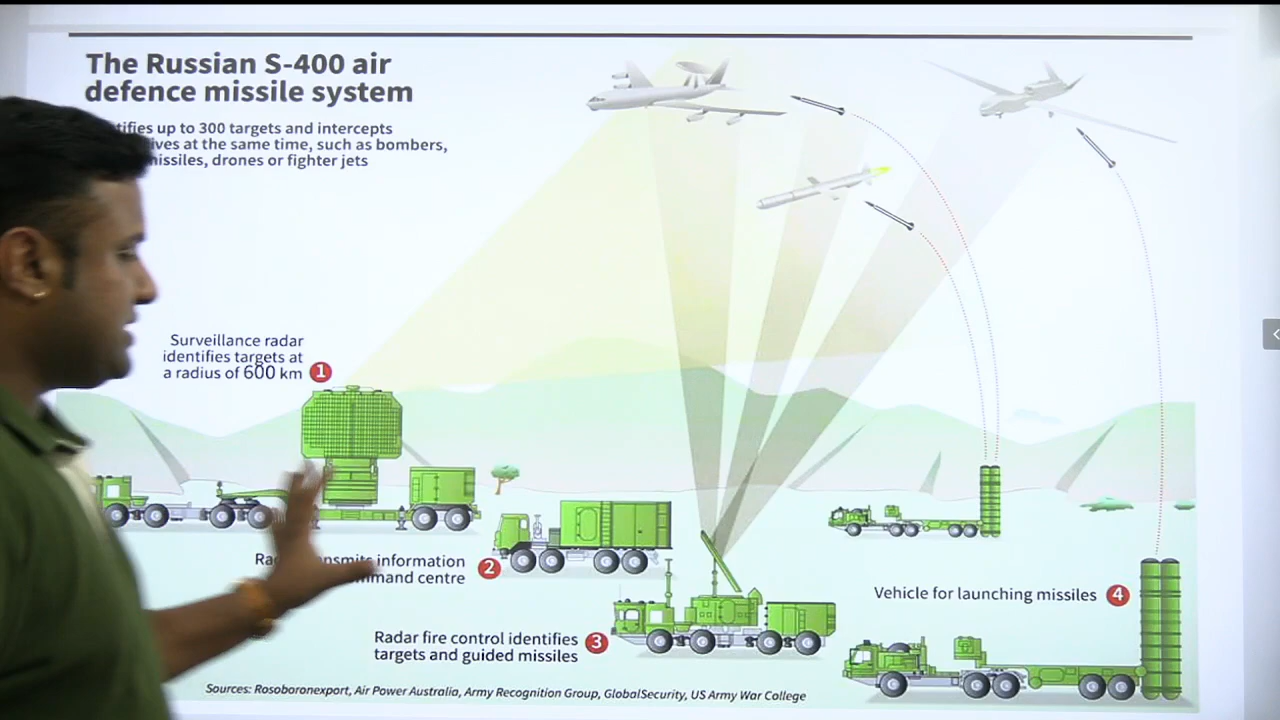 The Russian S-400 air
defence missile system
tifies up to 300 targets and intercepts
ives at the same time, such as bombers,
missiles, drones or fighter jets
Surveillance radar
identifies targets at
a radius of 600 km
1
information
mmand centre
2
Radar fire control identifies
targets and guided missiles
3
Vehicle for launching missiles
4
Sources: Rosoboronexport, Air Power Australia, Army Recognition Group, GlobalSecurity, US Army War College